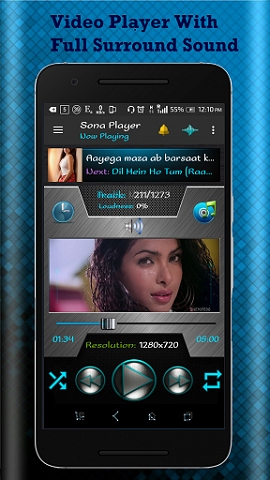 Video Player With
Full Surround Sound
55% 12:10 PM
Sona Player
Now Playing
Aayega maza ab barsaat k...
Next: Dil Hein Ho Tum [Raa...
Track: 211/1273
Loudness: 0%
01:34
05:00
Resolution: 1280x720